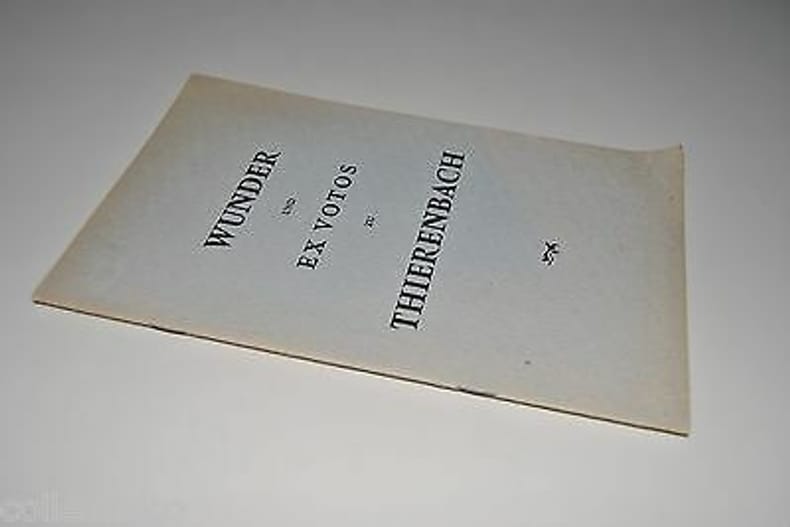 WUNDER
UND
EX VOTOS
ZU
THIERENBACH